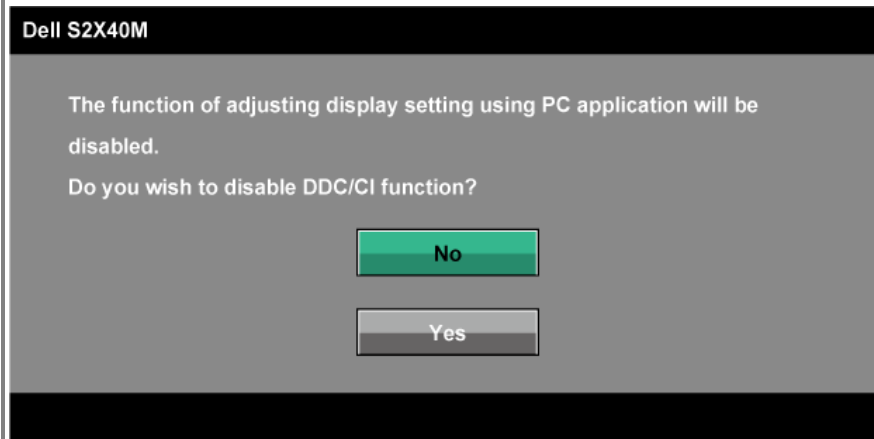 Dell S2X40M
The function of adjusting display setting using PC application will be
disabled.
Do you wish to disable DDC/CI function?
No
Yes